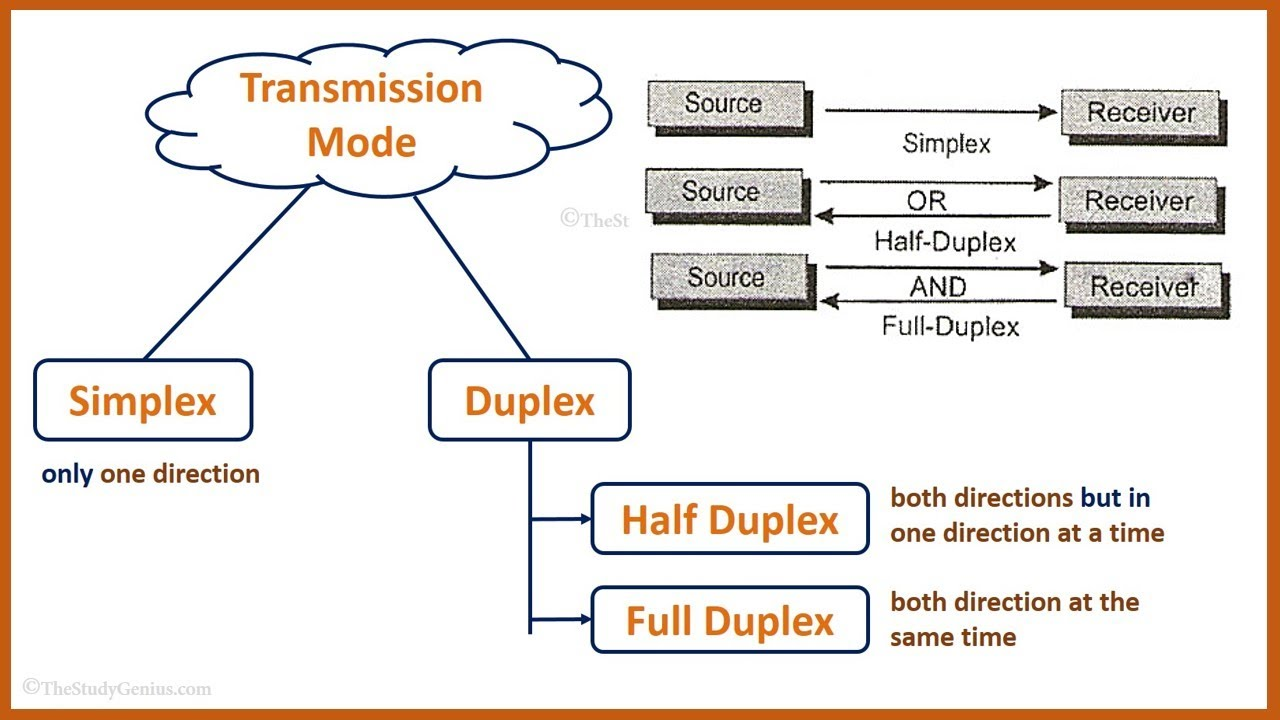 Transmission
Mode
Source
Receiver
Simplex
Source
OR
Receiver
Half-Duplex
Source
AND
Receiver
Full-Duplex
©TheSt
Simplex
only one direction
Duplex
Half Duplex
both directions but in
one direction at a time
Full Duplex
both direction at the
same time
©TheStudyGenius.com